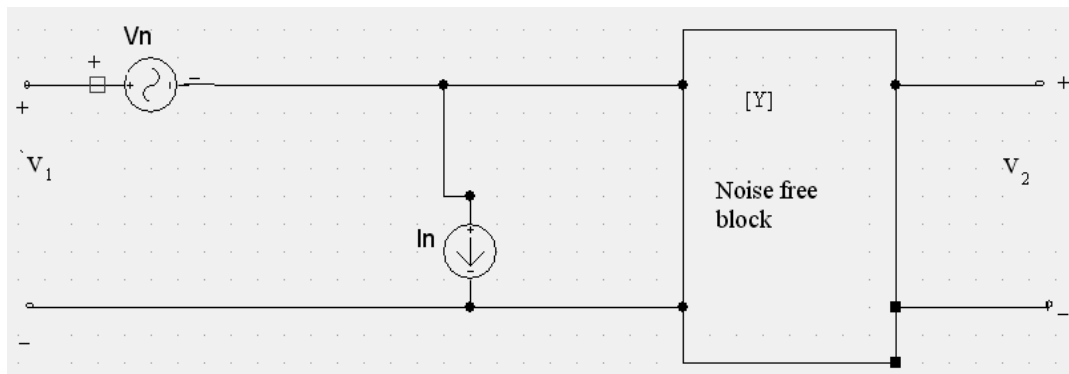 Vn
+
+ -
-
+
+
+
-
[Y]
V1
V2
Noise free
block
In
+
-
-
-